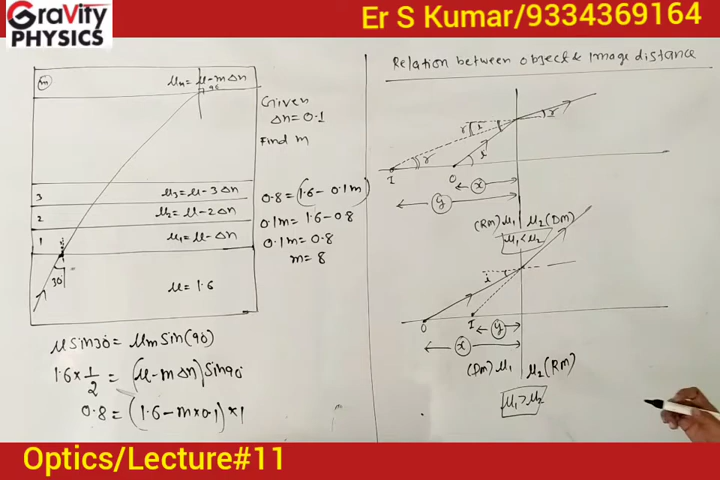 GraVity
PHYSICS
Er S Kumar/9334369164
m
μm = μ - mΔn
90
Given
Δn = 0.1
Find m
3
μ3 = μ - 3Δn
2
μ2 = μ - 2Δn
1
μ1 = μ - Δn
30
μ = 1.6
0.8 = (1.6 - 0.1m)
0.1m = 1.6 - 0.8
0.1m = 0.8
m = 8
μ sin30 = μm sin(90)
1.6 × 1/2 = (μ - mΔn) sin90
0.8 = (1.6 - m×0.1) × 1
Relation between object & Image distance
r
i
r
I
r
O
i
x
y
(Rm) μ1
μ2 (Dm)
μ1 < μ2
i
O
I
y
x
(Dm) μ1
μ2 (Rm)
μ1 > μ2
Optics/Lecture#11